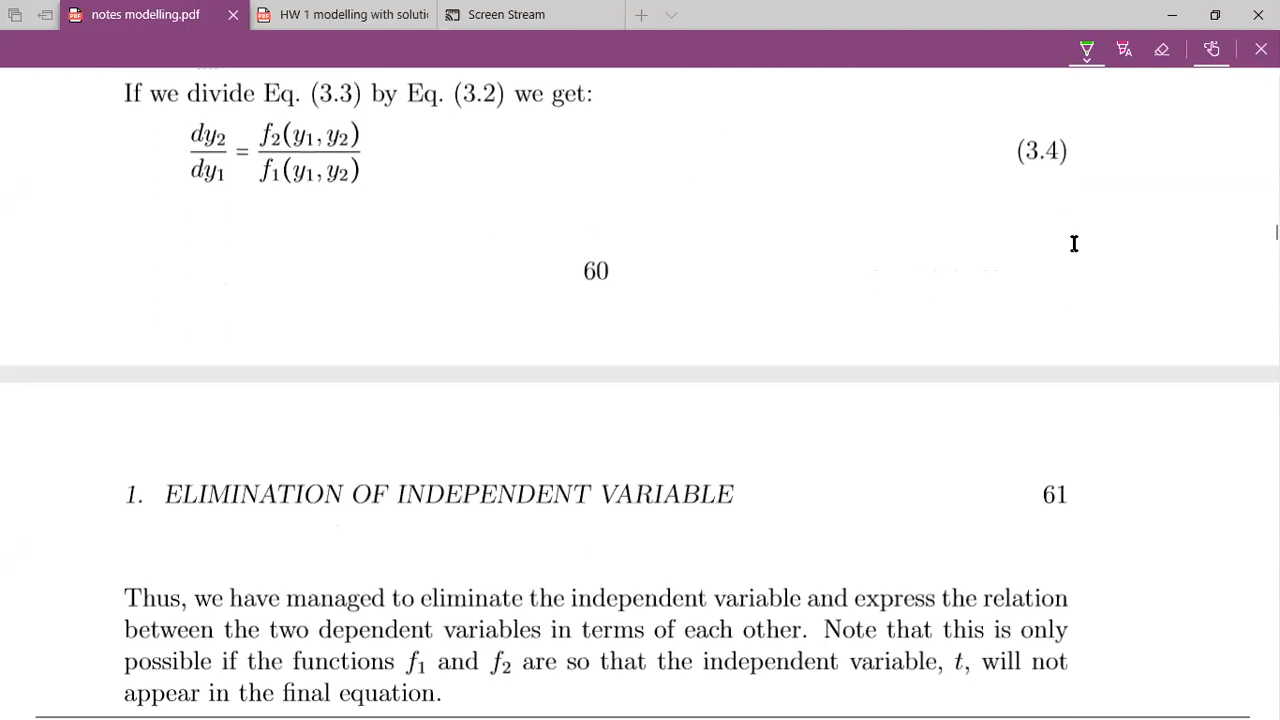 notes modelling.pdf
HW 1 modelling with soluti
Screen Stream
If we divide Eq. (3.3) by Eq. (3.2) we get:
dy₂/dy₁ = f₂(y₁, y₂)/f₁(y₁, y₂) (3.4)
60
1. ELIMINATION OF INDEPENDENT VARIABLE 61
Thus, we have managed to eliminate the independent variable and express the relation
between the two dependent variables in terms of each other. Note that this is only
possible if the functions f₁ and f₂ are so that the independent variable, t, will not
appear in the final equation.